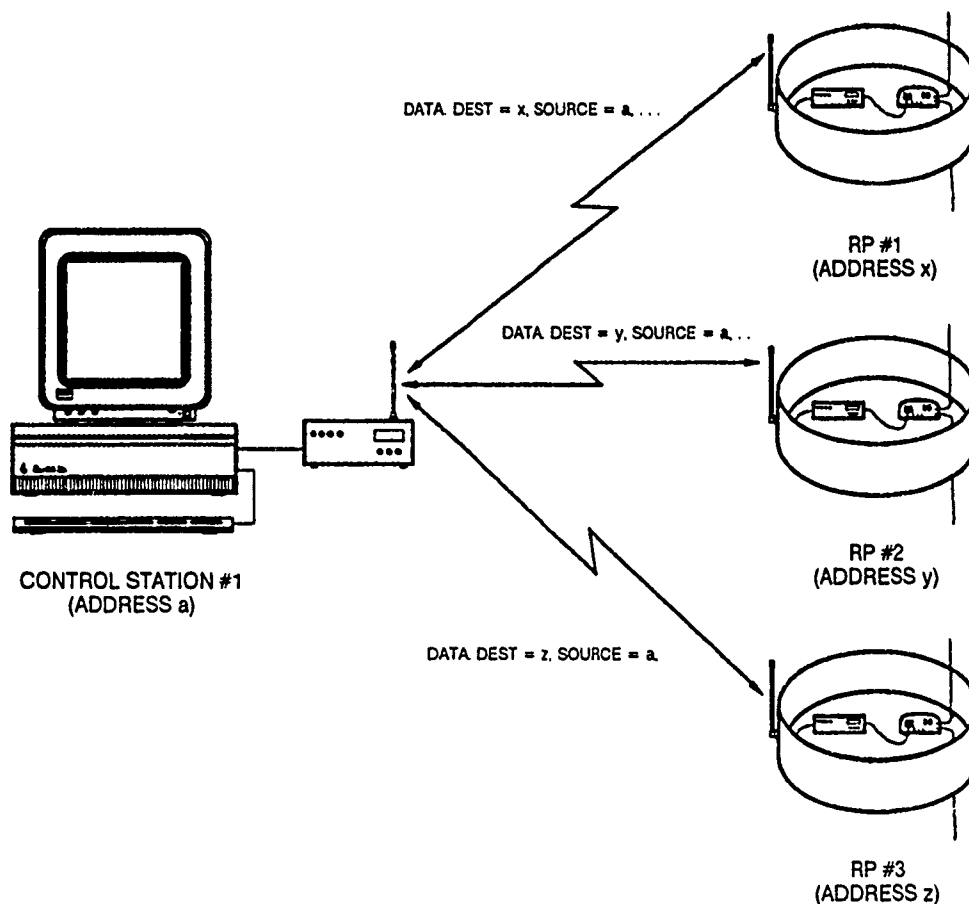 DATA. DEST = x, SOURCE = a, . . .
RP #1
(ADDRESS x)
DATA. DEST = y, SOURCE = a, . .
RP #2
(ADDRESS y)
CONTROL STATION #1
(ADDRESS a)
DATA. DEST = z, SOURCE = a,
RP #3
(ADDRESS z)